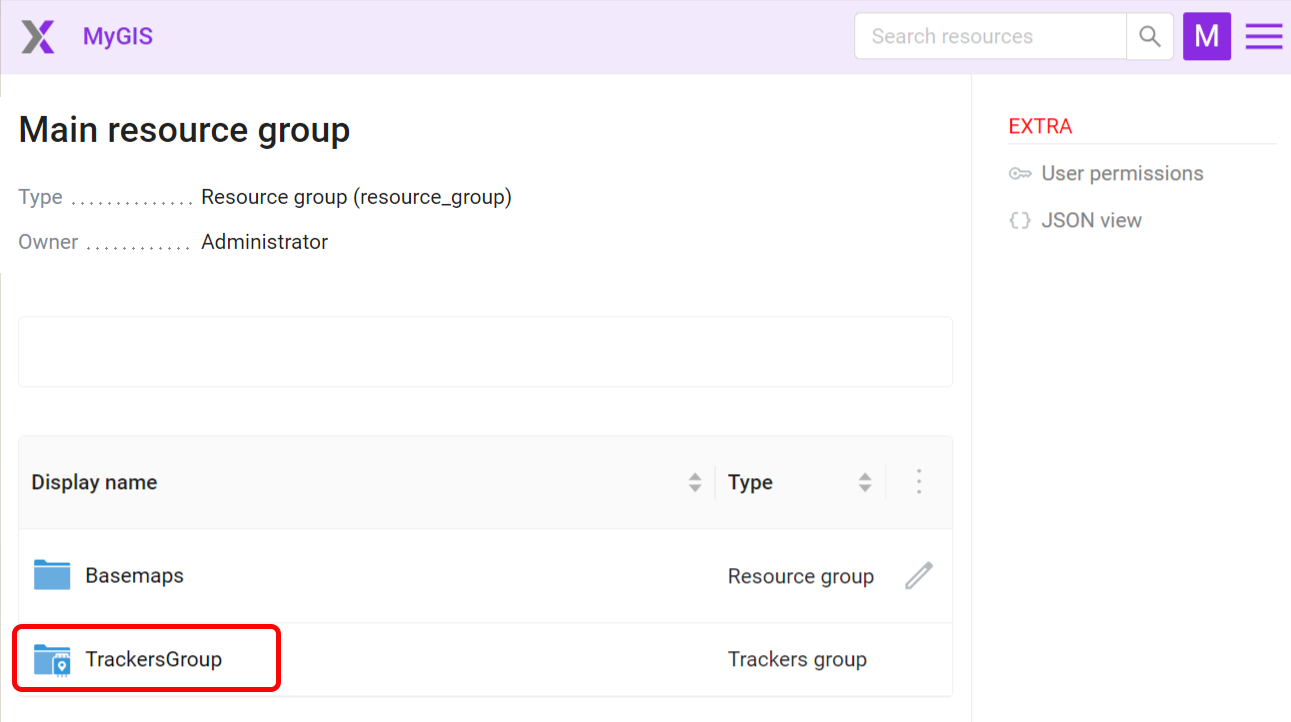 MyGIS
Search resources
M
Main resource group
Type .............. Resource group (resource_group)
Owner ............ Administrator
EXTRA
User permissions
JSON view
Display name Type
Basemaps Resource group
TrackersGroup Trackers group